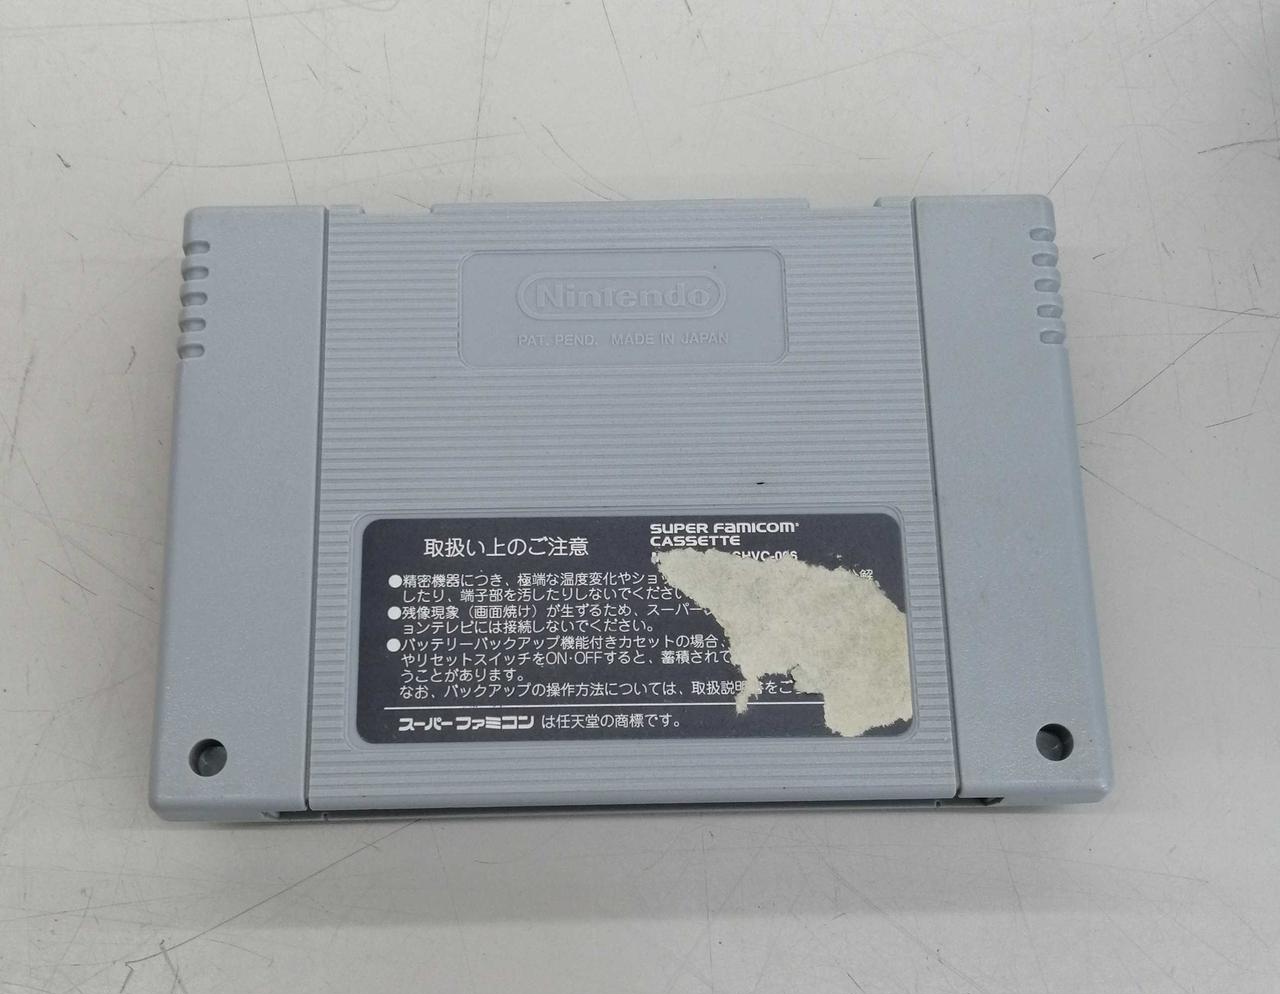 Nintendo
PAT. PEND. MADE IN JAPAN
取扱い上のご注意
SUPER FAMICOM
CASSETTE
SHVC-006
●精密機器につき、極端な温度変化やショ
したり、端子部を汚したりしないでください
●残像現象（画面焼け）が生ずるため、スーパー
ョンテレビには接続しないでください。
●バッテリーバックアップ機能付きカセットの場合、
やリセットスイッチをON・OFFすると、蓄積されて
うことがあります。
なお、バックアップの操作方法については、取扱説明書をご
スーパーファミコン は任天堂の商標です。